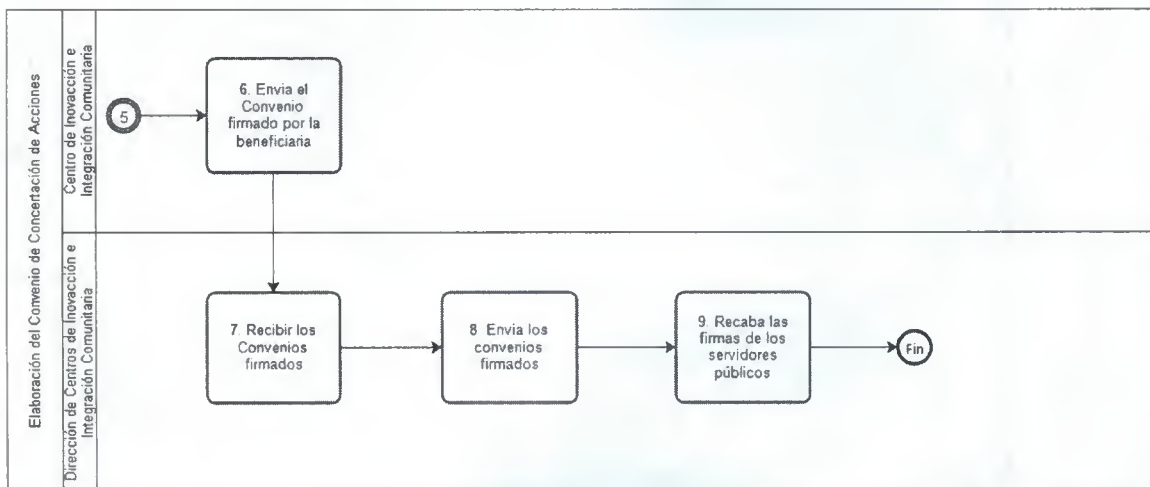 Elaboración del Convenio de Concertación de Acciones
Centro de Inovacción e
Integración Comunitaria
5
6. Envia el
Convenio
firmado por la
beneficiaria
Dirección de Centros de Inovacción e
Integración Comunitaria
7. Recibir los
Convenios
firmados
8. Envia los
convenios
firmados
9. Recaba las
firmas de los
servidores
públicos
Fin